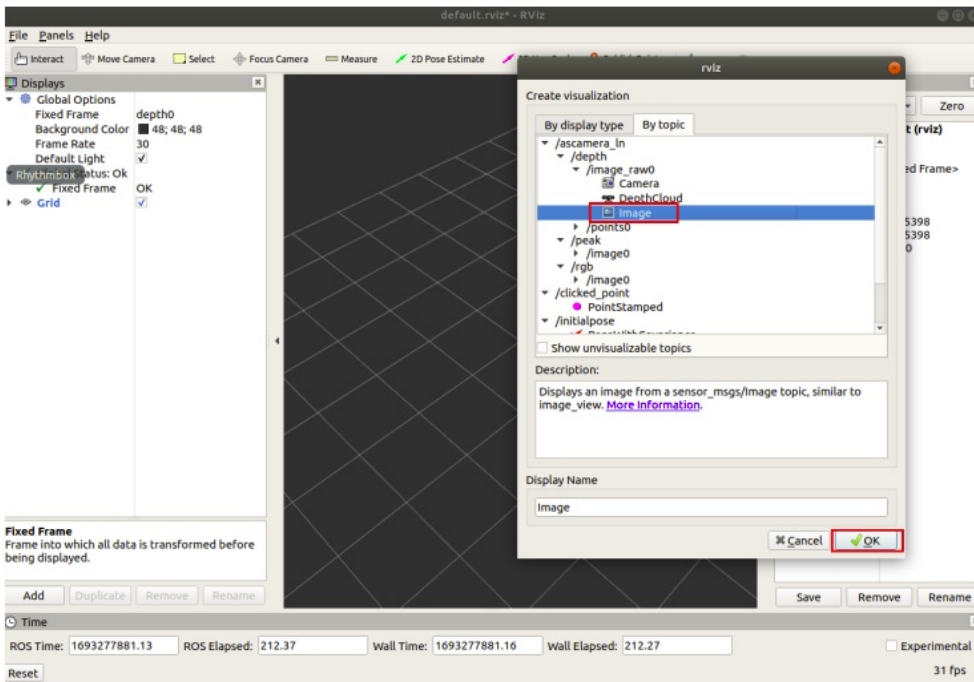 default.rviz* - RViz
File Panels Help
Interact Move Camera Select Focus Camera Measure 2D Pose Estimate
Displays
Global Options
Fixed Frame depth0
Background Color 48; 48; 48
Frame Rate 30
Default Light
Rhythmbox Status: Ok
Fixed Frame OK
Grid
Fixed Frame
Frame into which all data is transformed before
being displayed.
Add Duplicate Remove Rename
rviz
Create visualization
By display type By topic
/ascamera_ln
/depth
/image_raw0
Camera
DepthCloud
Image
/points0
/peak
/image0
/rgb
/image0
/clicked_point
PointStamped
/initialpose
Show unvisualizable topics
Description:
Displays an image from a sensor_msgs/Image topic, similar to
image_view. More Information.
Display Name
Image
Cancel OK
Zero
t (rviz)
ed Frame>
5398
5398
0
Save Remove Rename
Time
ROS Time: 1693277881.13 ROS Elapsed: 212.37 Wall Time: 1693277881.16 Wall Elapsed: 212.27 Experimental
Reset 31 fps